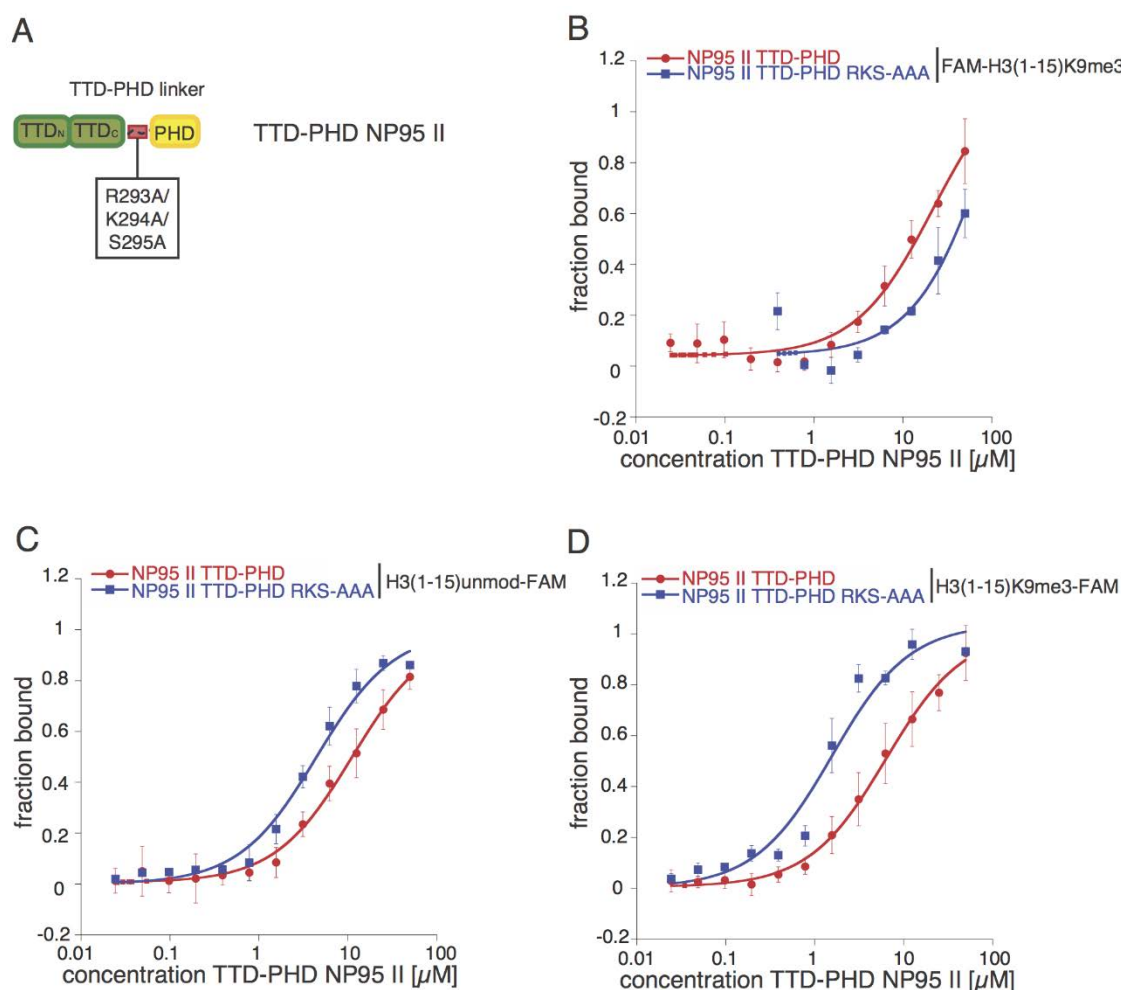 A
TTD-PHD linker
TTDN TTDC PHD
TTD-PHD NP95 II
R293A/
K294A/
S295A
B
NP95 II TTD-PHD
NP95 II TTD-PHD RKS-AAA
FAM-H3(1-15)K9me3
1.2
1
0.8
0.6
0.4
0.2
0
-0.2
fraction bound
0.01 0.1 1 10 100
concentration TTD-PHD NP95 II [µM]
C
NP95 II TTD-PHD
NP95 II TTD-PHD RKS-AAA
H3(1-15)unmod-FAM
1.2
1
0.8
0.6
0.4
0.2
0
-0.2
fraction bound
0.01 0.1 1 10 100
concentration TTD-PHD NP95 II [µM]
D
NP95 II TTD-PHD
NP95 II TTD-PHD RKS-AAA
H3(1-15)K9me3-FAM
1.2
1
0.8
0.6
0.4
0.2
0
-0.2
fraction bound
0.01 0.1 1 10 100
concentration TTD-PHD NP95 II [µM]